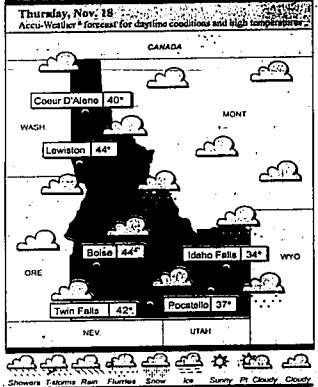 Thursday, Nov. 18
Accu-Weather® forecast for daytime conditions and high temperatures
CANADA
Coeur D'Alene 40°
WASH.
MONT
Lewiston 44°
Boise 44°
Idaho Falls 34°
WYO
ORE
Twin Falls 42°
Pocatello 37°
NEV.
UTAH
Showers T-storms Rain Flurries Snow Ice Sunny Pt. Cloudy Cloudy